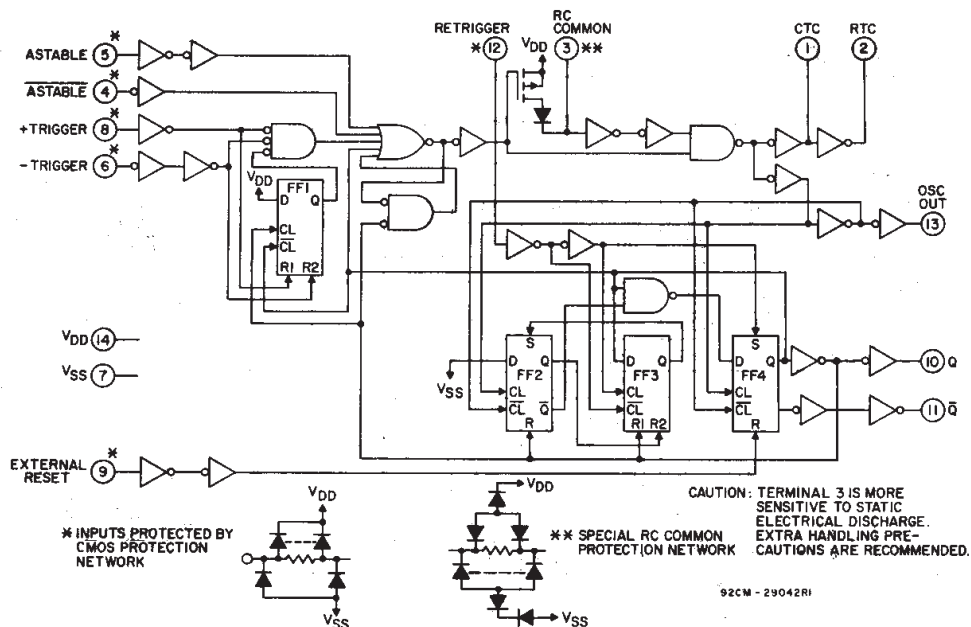 RETRIGGER
*12
RC
COMMON
3**
VDD
CTC
1
RTC
2
ASTABLE 5*
ASTABLE 4*
+TRIGGER 8*
-TRIGGER 6*
OSC
OUT
13
VDD
FF1
D Q
CL
CL
R1 R2
VDD 14
VSS 7
S
D Q
FF2
CL
CL Q
R
VSS
D Q
FF3
CL
CL
R1 R2
S
D Q
FF4
CL
CL
R
10 Q
11 Q
EXTERNAL
RESET 9*
* INPUTS PROTECTED BY
CMOS PROTECTION
NETWORK
VDD
VSS
VDD
VSS
** SPECIAL RC COMMON
PROTECTION NETWORK
CAUTION: TERMINAL 3 IS MORE
SENSITIVE TO STATIC
ELECTRICAL DISCHARGE.
EXTRA HANDLING PRE-
CAUTIONS ARE RECOMMENDED.
92CM-29042R1